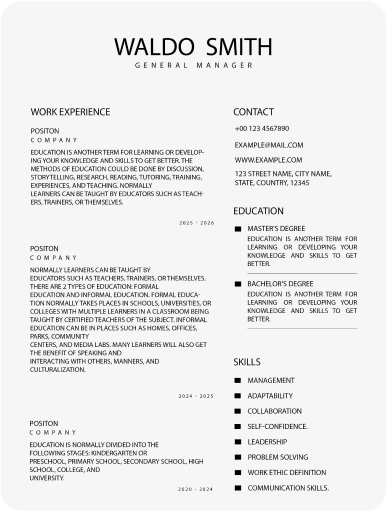 WALDO SMITH
GENERAL MANAGER
WORK EXPERIENCE
POSITON
COMPANY
EDUCATION IS ANOTHER TERM FOR LEARNING OR DEVELOP-
ING YOUR KNOWLEDGE AND SKILLS TO GET BETTER. THE
METHODS OF EDUCATION COULD BE DONE BY DISCUSSION,
STORYTELLING, RESEARCH, READING, TUTORING, TRAINING,
EXPERIENCES, AND TEACHING. NORMALLY
LEARNERS CAN BE TAUGHT BY EDUCATORS SUCH AS TEACH-
ERS, TRAINERS, OR THEMSELVES.
2025 - 2026
POSITON
COMPANY
NORMALLY LEARNERS CAN BE TAUGHT BY
EDUCATORS SUCH AS TEACHERS, TRAINERS, OR THEMSELVES.
THERE ARE 2 TYPES OF EDUCATION: FORMAL
EDUCATION AND INFORMAL EDUCATION. FORMAL EDUCA-
TION NORMALLY TAKES PLACES IN SCHOOLS, UNIVERSITIES, OR
COLLEGES WITH MULTIPLE LEARNERS IN A CLASSROOM BEING
TAUGHT BY CERTIFIED TEACHERS OF THE SUBJECT. INFORMAL
EDUCATION CAN BE IN PLACES SUCH AS HOMES, OFFICES,
PARKS, COMMUNITY
CENTERS, AND MEDIA LABS. MANY LEARNERS WILL ALSO GET
THE BENEFIT OF SPEAKING AND
INTERACTING WITH OTHERS, MANNERS, AND
CULTURALIZATION.
2024 - 2025
POSITON
COMPANY
EDUCATION IS NORMALLY DIVIDED INTO THE
FOLLOWING STAGES: KINDERGARTEN OR
PRESCHOOL, PRIMARY SCHOOL, SECONDARY SCHOOL, HIGH
SCHOOL, COLLEGE, AND
UNIVERSITY.
2020 - 2024
CONTACT
+00 123 4567890
EXAMPLE@MAIL.COM
WWW.EXAMPLE.COM
123 STREET NAME, CITY NAME,
STATE, COUNTRY, 12345
EDUCATION
MASTER'S DEGREE
EDUCATION IS ANOTHER TERM FOR
LEARNING OR DEVELOPING YOUR
KNOWLEDGE AND SKILLS TO GET
BETTER.
BACHELOR'S DEGREE
EDUCATION IS ANOTHER TERM FOR
LEARNING OR DEVELOPING YOUR
KNOWLEDGE AND SKILLS TO GET
BETTER.
SKILLS
MANAGEMENT
ADAPTABILITY
COLLABORATION
SELF-CONFIDENCE.
LEADERSHIP
PROBLEM SOLVING
WORK ETHIC DEFINITION
COMMUNICATION SKILLS.